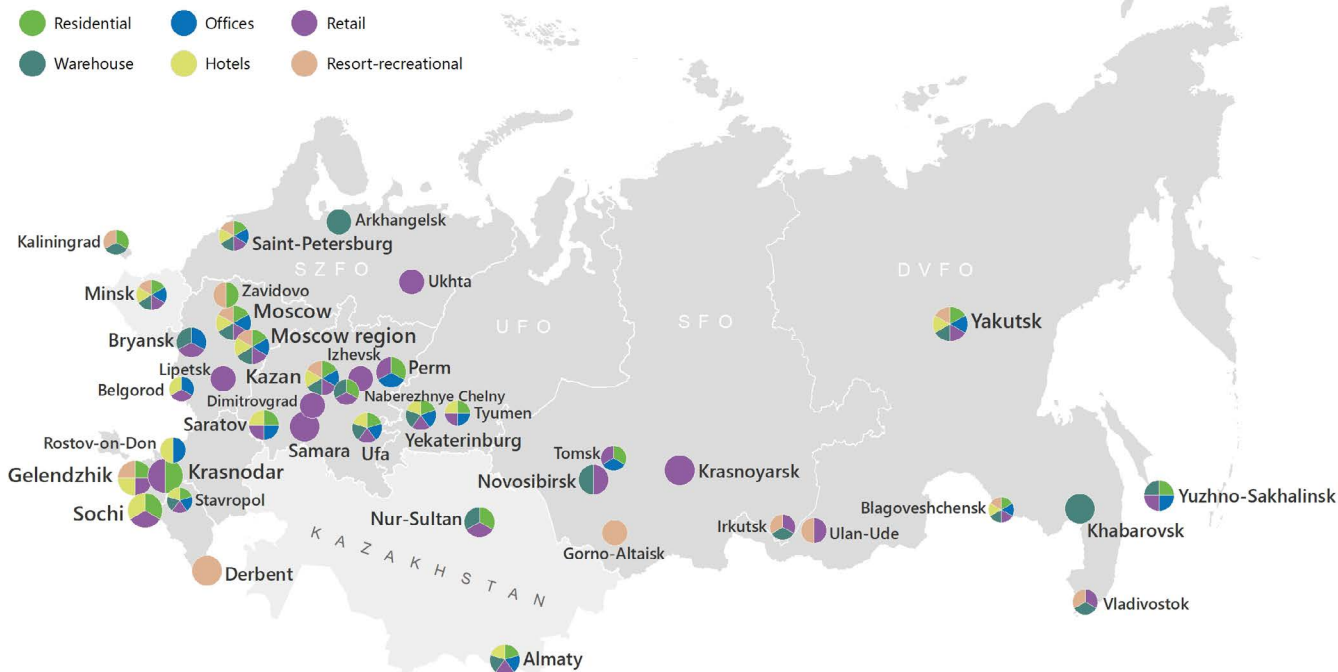 Residential
Offices
Retail
Warehouse
Hotels
Resort-recreational
Kaliningrad
Saint-Petersburg
Arkhangelsk
SZFO
DVFO
Minsk
Zavidovo
Ukhta
Moscow
UFO
SFO
Yakutsk
Bryansk
Moscow region
Izhevsk
Lipetsk
Kazan
Perm
Belgorod
Dimitrovgrad
Naberezhnye Chelny
Tyumen
Saratov
Yekaterinburg
Rostov-on-Don
Samara
Ufa
Tomsk
Gelendzhik
Krasnodar
Novosibirsk
Krasnoyarsk
Stavropol
Yuzhno-Sakhalinsk
Sochi
Nur-Sultan
Blagoveshchensk
Irkutsk
Ulan-Ude
Khabarovsk
Gorno-Altaisk
KAZAKHSTAN
Derbent
Vladivostok
Almaty